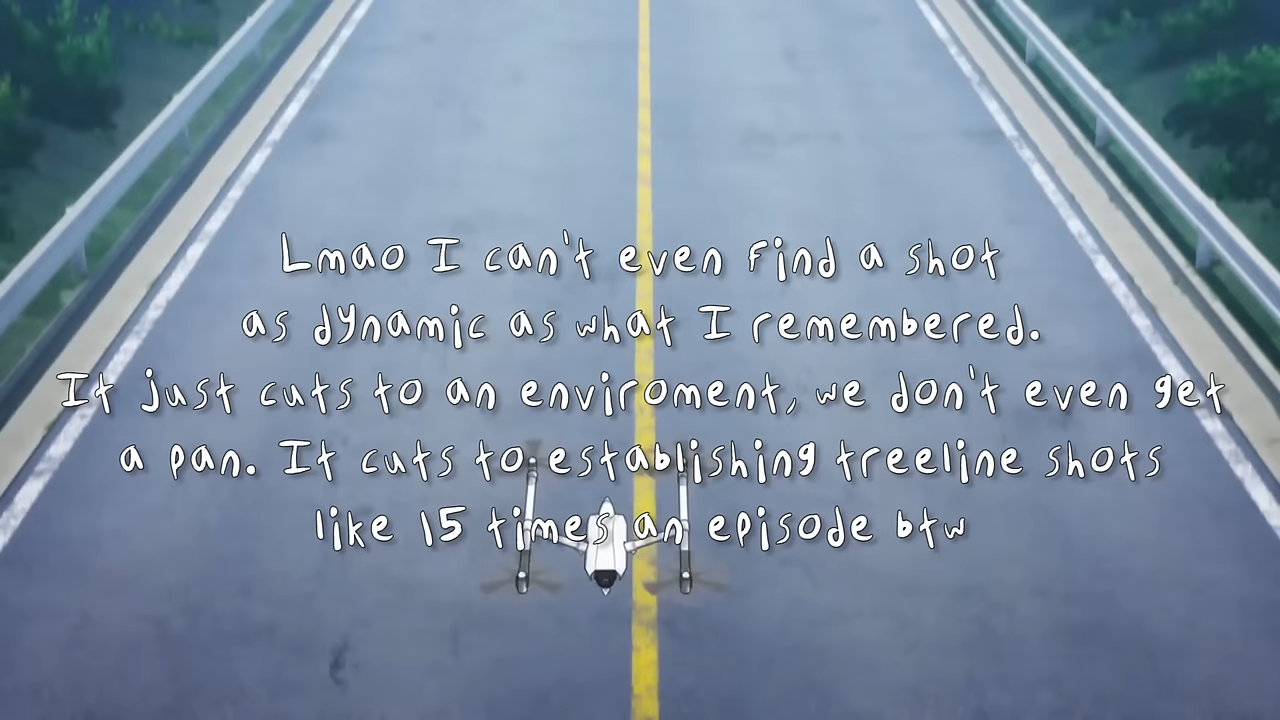 Lmao I can't even find a shot
as dynamic as what I remembered.
It just cuts to an enviroment, we don't even get
a pan. It cuts to establishing treeline shots
like 15 times an episode btw